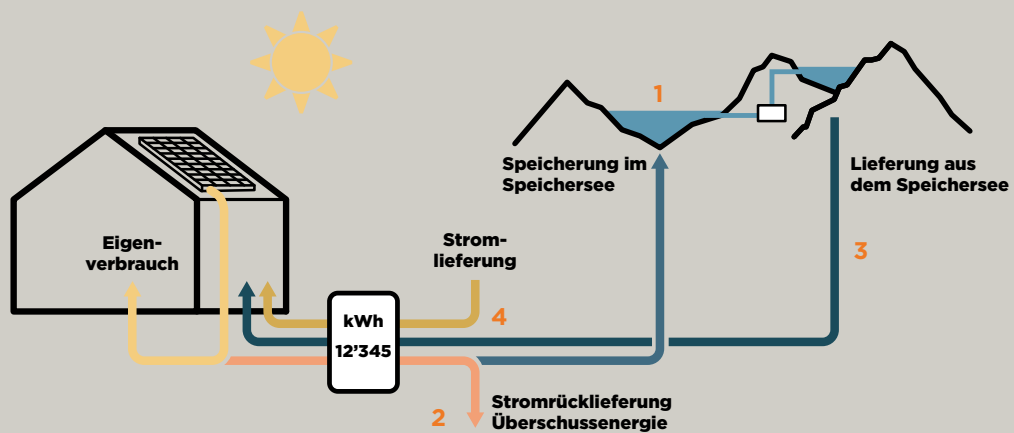 1
Speicherung im
Speichersee
Lieferung aus
dem Speichersee
Eigen-
verbrauch
Strom-
lieferung
3
kWh
12’345
4
2
Stromrücklieferung
Überschussenergie